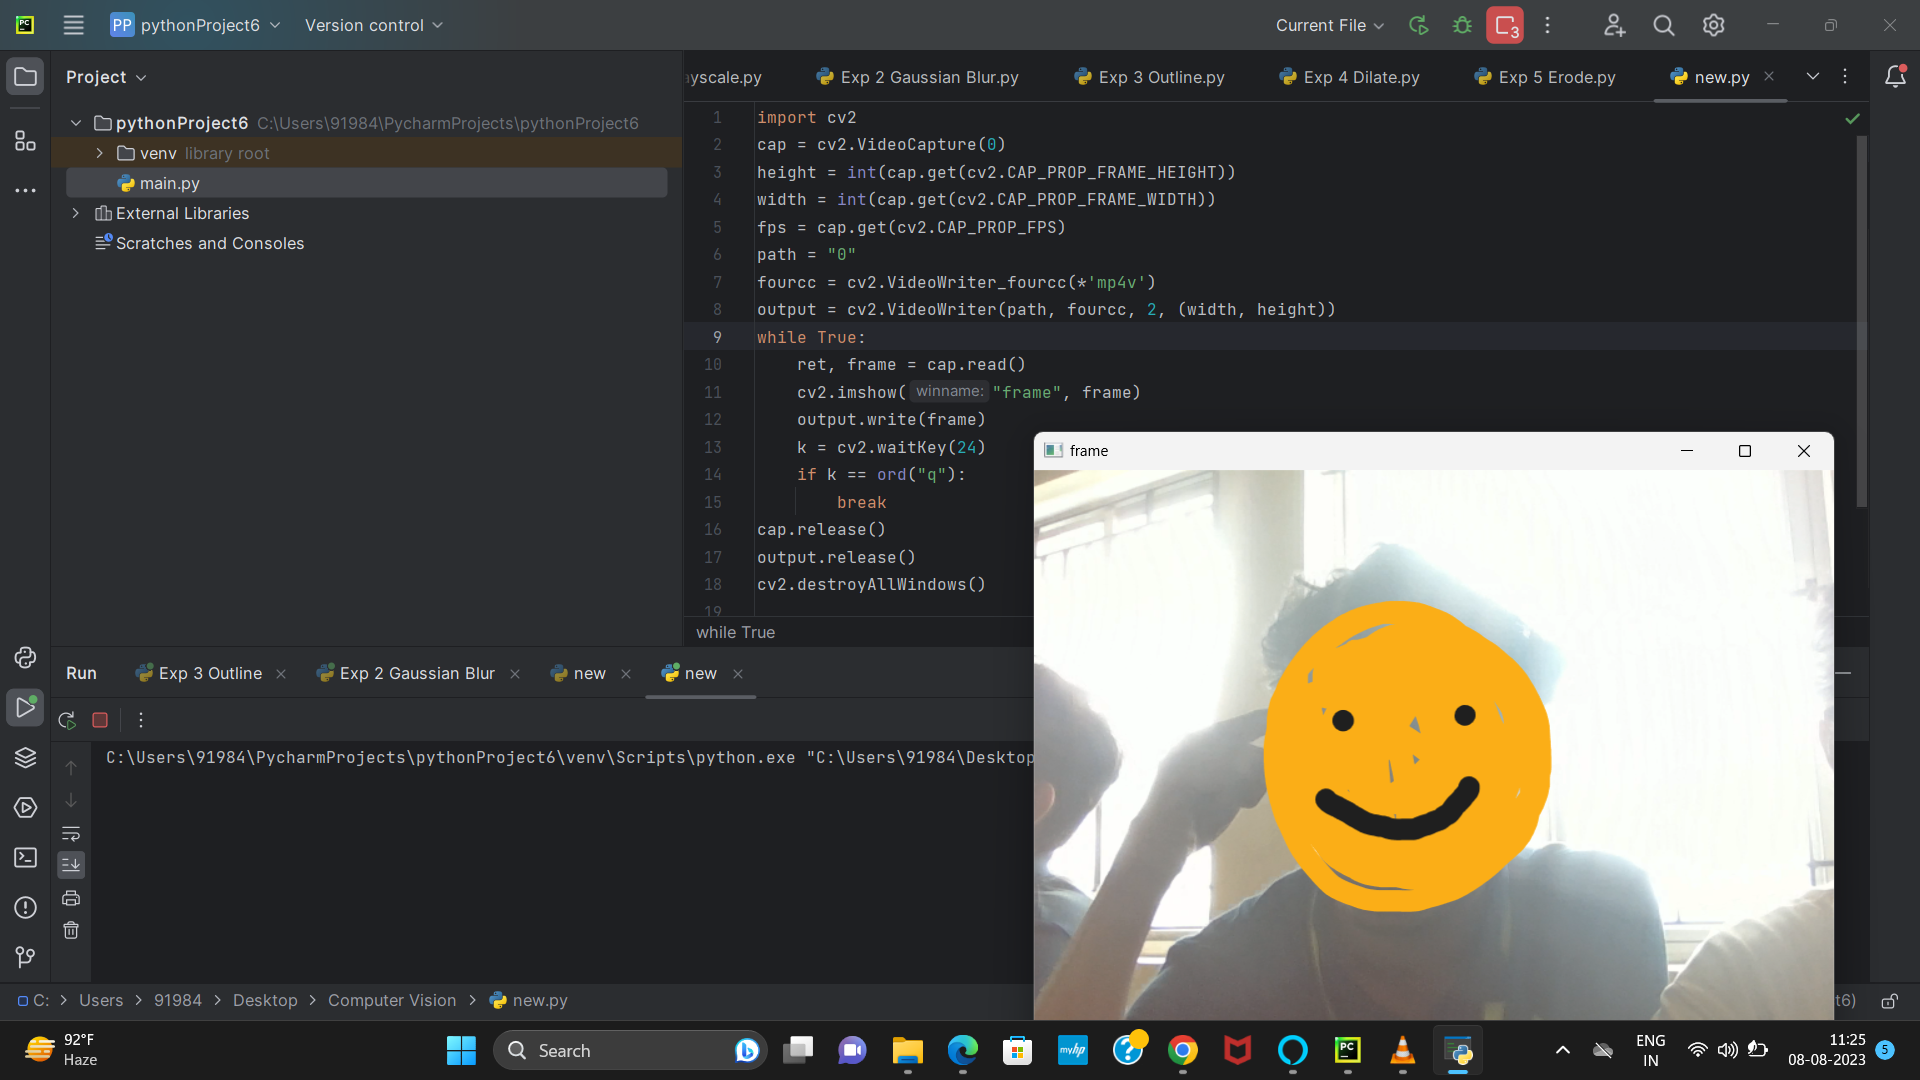 PC
PP pythonProject6
Version control
Current File
3
Project
ayscale.py
Exp 2 Gaussian Blur.py
Exp 3 Outline.py
Exp 4 Dilate.py
Exp 5 Erode.py
new.py
pythonProject6 C:\Users\91984\PycharmProjects\pythonProject6
venv library root
main.py
External Libraries
Scratches and Consoles
1 import cv2
2 cap = cv2.VideoCapture(0)
3 height = int(cap.get(cv2.CAP_PROP_FRAME_HEIGHT))
4 width = int(cap.get(cv2.CAP_PROP_FRAME_WIDTH))
5 fps = cap.get(cv2.CAP_PROP_FPS)
6 path = "0"
7 fourcc = cv2.VideoWriter_fourcc(*'mp4v')
8 output = cv2.VideoWriter(path, fourcc, 2, (width, height))
9 while True:
10 ret, frame = cap.read()
11 cv2.imshow( winname: "frame", frame)
12 output.write(frame)
13 k = cv2.waitKey(24)
14 if k == ord("q"):
15 break
16 cap.release()
17 output.release()
18 cv2.destroyAllWindows()
19
while True
frame
Run
Exp 3 Outline
Exp 2 Gaussian Blur
new
new
C:\Users\91984\PycharmProjects\pythonProject6\venv\Scripts\python.exe "C:\Users\91984\Desktop
C: > Users > 91984 > Desktop > Computer Vision > new.py
t6)
92°F
Haze
Search
myhp
?
PC
ENG
IN
11:25
08-08-2023
5